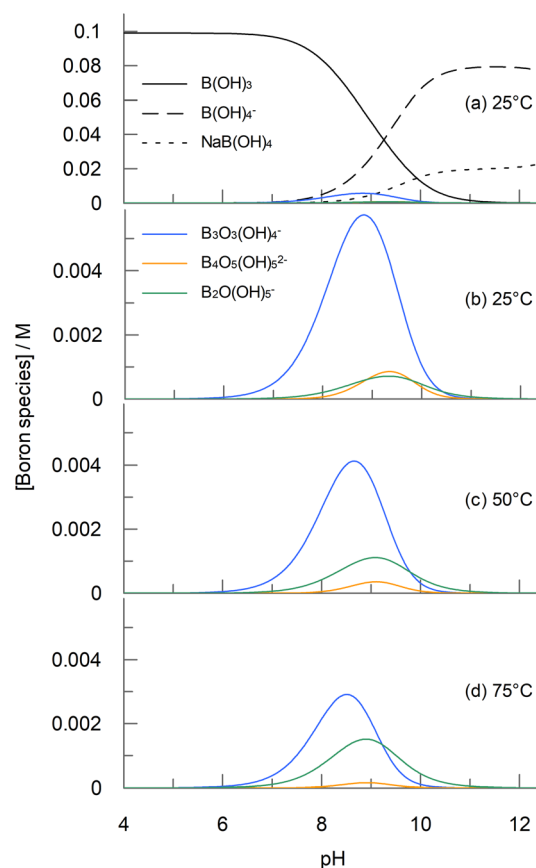 0.1
0.08
0.06
0.04
0.02
0
B(OH)₃
B(OH)₄⁻
NaB(OH)₄
(a) 25°C
0.004
0.002
0
B₃O₃(OH)₄⁻
B₄O₅(OH)₅²⁻
B₂O(OH)₅⁻
(b) 25°C
[Boron species] / M
0.004
0.002
0
(c) 50°C
0.004
0.002
0
(d) 75°C
4 6 8 10 12
pH